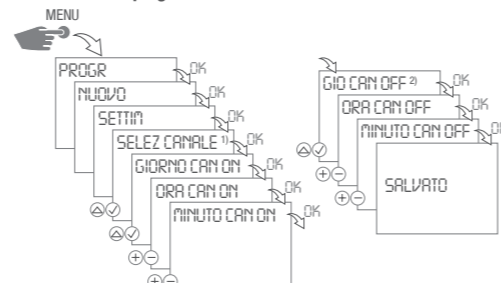 MENU
PROGR
OK
NUOVO
OK
SETTIM
OK
SELEZ CANALE 1)
OK
GIORNO CAN ON
OK
ORA CAN ON
OK
MINUTO CAN ON
OK
GIO CAN OFF 2)
OK
ORA CAN OFF
OK
MINUTO CAN OFF
SALVATO